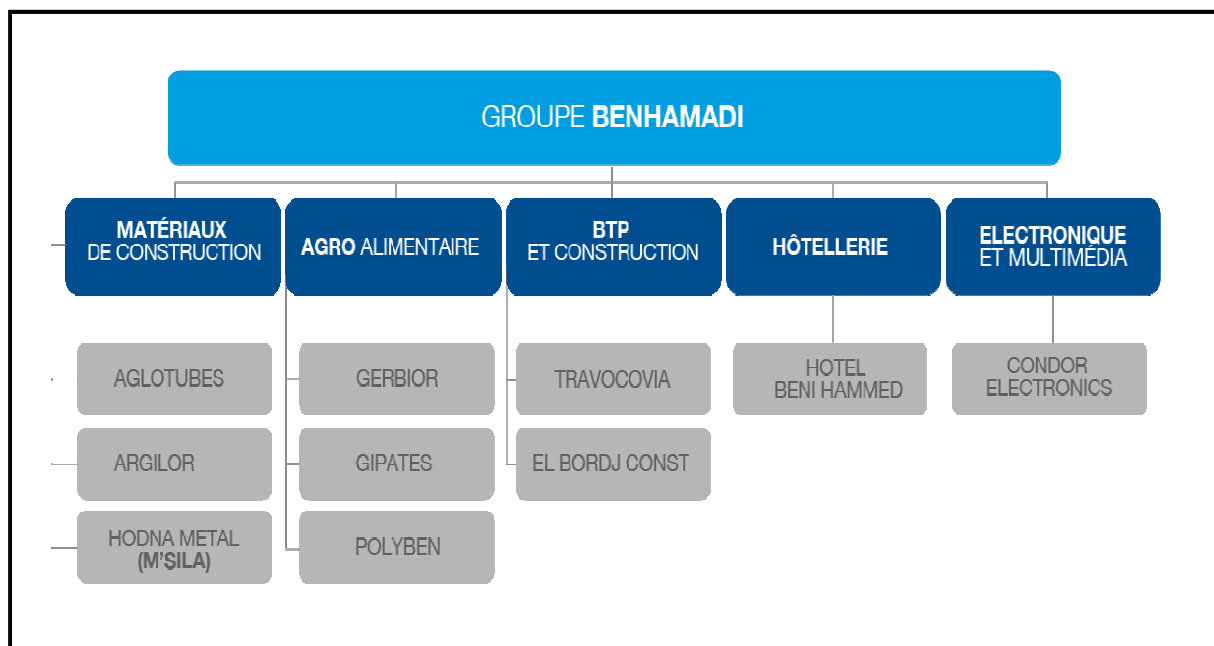 GROUPE BENHAMADI
MATÉRIAUX
DE CONSTRUCTION
AGRO ALIMENTAIRE
BTP
ET CONSTRUCTION
HÔTELLERIE
ELECTRONIQUE
ET MULTIMÉDIA
AGLOTUBES
GERBIOR
TRAVOCOVIA
HOTEL
BENI HAMMED
CONDOR
ELECTRONICS
ARGILOR
GIPATES
EL BORDJ CONST
HODNA METAL
(M'SILA)
POLYBEN